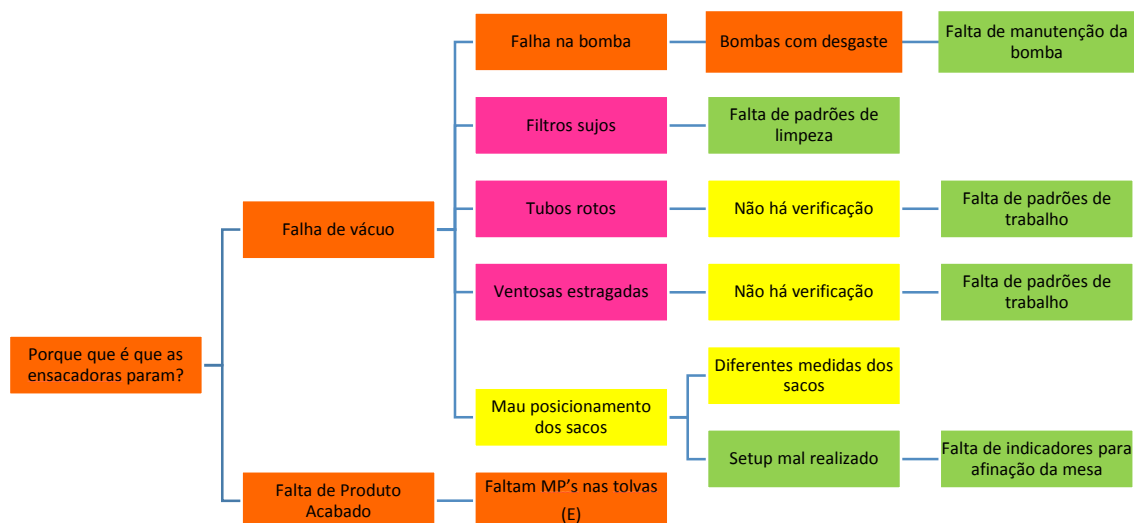 Falha na bomba
Bombas com desgaste
Falta de manutenção da
bomba
Filtros sujos
Falta de padrões de
limpeza
Tubos rotos
Não há verificação
Falta de padrões de
trabalho
Falha de vácuo
Ventosas estragadas
Não há verificação
Falta de padrões de
trabalho
Porque que é que as
ensacadoras param?
Diferentes medidas dos
sacos
Mau posicionamento
dos sacos
Setup mal realizado
Falta de indicadores para
afinação da mesa
Falta de Produto
Acabado
Faltam MP's nas tolvas
(E)